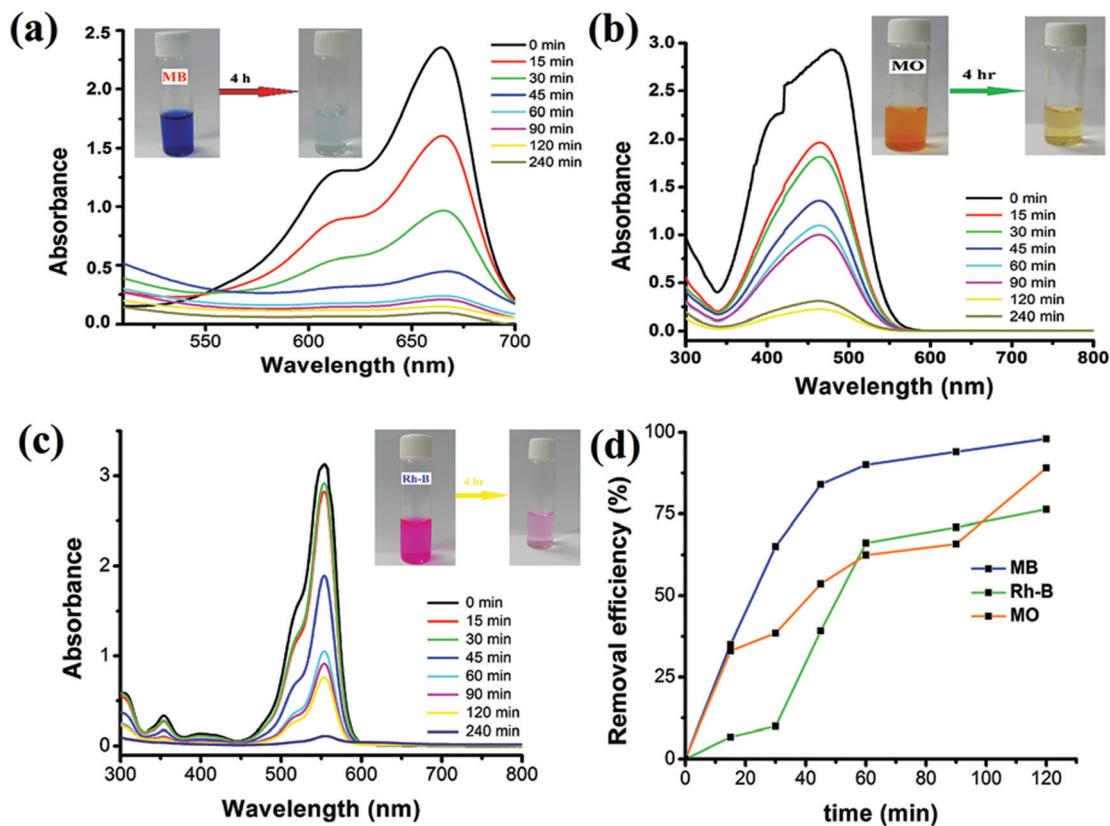 (a)
2.5
2.0
1.5
1.0
0.5
0.0
Absorbance
550
600
650
700
Wavelength (nm)
MB
4 h
0 min
15 min
30 min
45 min
60 min
90 min
120 min
240 min
(b)
3.0
2.5
2.0
1.5
1.0
0.5
0.0
Absorbance
300
400
500
600
700
800
Wavelength (nm)
MO
4 hr
0 min
15 min
30 min
45 min
60 min
90 min
120 min
240 min
(c)
3
2
1
0
Absorbance
300
400
500
600
700
800
Wavelength (nm)
Rh-B
4 hr
0 min
15 min
30 min
45 min
60 min
90 min
120 min
240 min
(d)
100
75
50
25
0
Removal efficiency (%)
0
20
40
60
80
100
120
time (min)
MB
Rh-B
MO